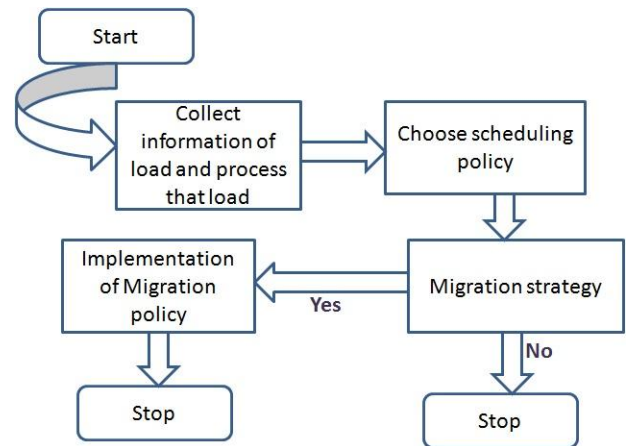 Start
Collect
information of
load and process
that load
Choose scheduling
policy
Implementation
of Migration
policy
Yes
Migration strategy
No
Stop
Stop